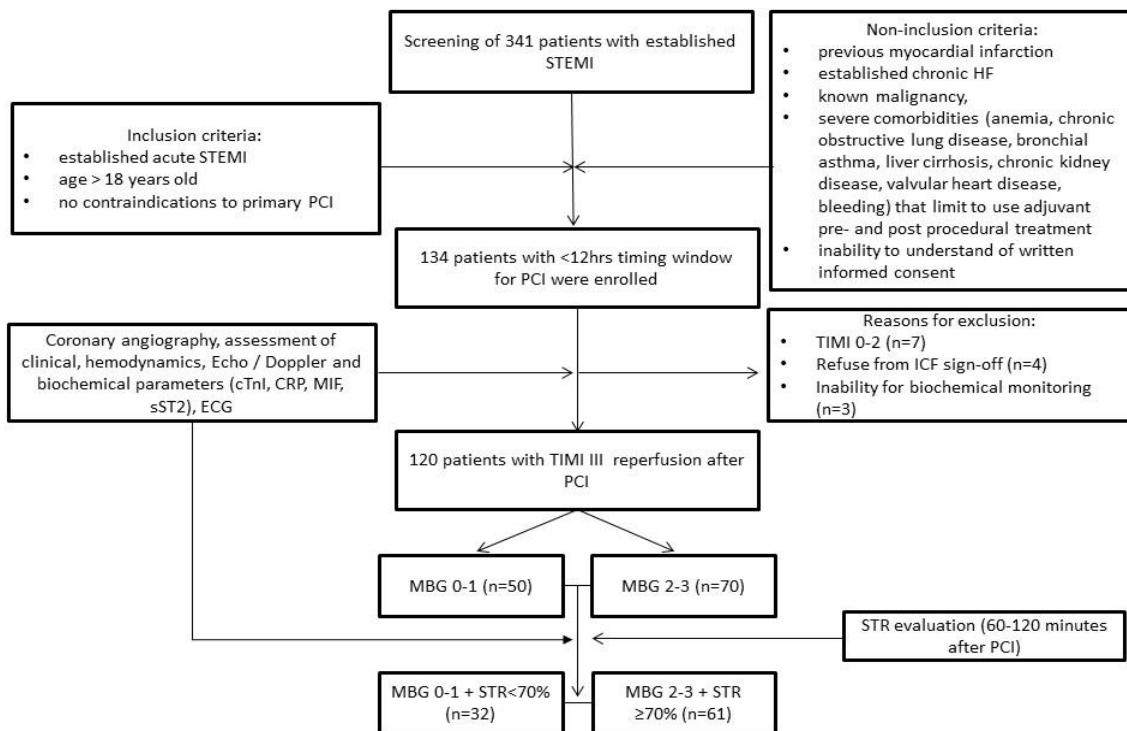 Screening of 341 patients with established
STEMI
Non-inclusion criteria:
• previous myocardial infarction
• established chronic HF
• known malignancy,
• severe comorbidities (anemia, chronic
obstructive lung disease, bronchial
asthma, liver cirrhosis, chronic kidney
disease, valvular heart disease,
bleeding) that limit to use adjuvant
pre- and post procedural treatment
• inability to understand of written
informed consent
Inclusion criteria:
• established acute STEMI
• age > 18 years old
• no contraindications to primary PCI
134 patients with <12hrs timing window
for PCI were enrolled
Coronary angiography, assessment of
clinical, hemodynamics, Echo / Doppler and
biochemical parameters (cTnI, CRP, MIF,
sST2), ECG
Reasons for exclusion:
• TIMI 0-2 (n=7)
• Refuse from ICF sign-off (n=4)
• Inability for biochemical monitoring
(n=3)
120 patients with TIMI III reperfusion after
PCI
MBG 0-1 (n=50)
MBG 2-3 (n=70)
STR evaluation (60-120 minutes
after PCI)
MBG 0-1 + STR<70%
(n=32)
MBG 2-3 + STR
≥70% (n=61)